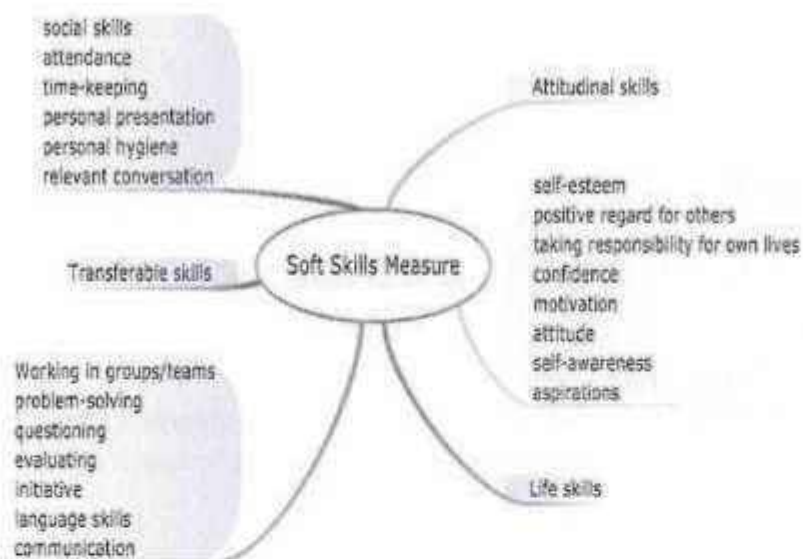 social skills
attendance
time-keeping
personal presentation
personal hygiene
relevant conversation
Attitudinal skills
self-esteem
positive regard for others
taking responsibility for own lives
confidence
motivation
attitude
self-awareness
aspirations
Soft Skills Measure
Transferable skills
Working in groups/teams
problem-solving
questioning
evaluating
initiative
language skills
communication
Life skills